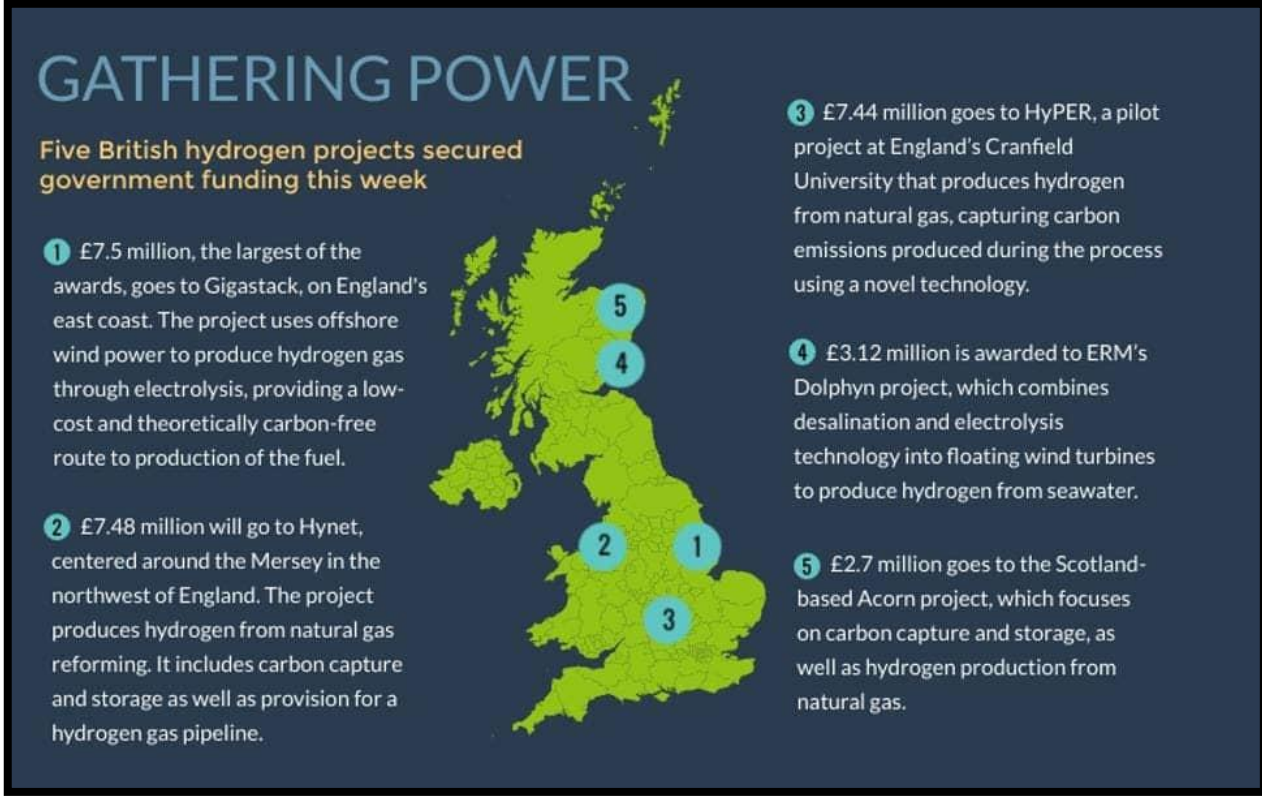 GATHERING POWER
Five British hydrogen projects secured
government funding this week
1 £7.5 million, the largest of the
awards, goes to Gigastack, on England's
east coast. The project uses offshore
wind power to produce hydrogen gas
through electrolysis, providing a low-
cost and theoretically carbon-free
route to production of the fuel.
2 £7.48 million will go to Hynet,
centered around the Mersey in the
northwest of England. The project
produces hydrogen from natural gas
reforming. It includes carbon capture
and storage as well as provision for a
hydrogen gas pipeline.
5
4
2
1
3
3 £7.44 million goes to HyPER, a pilot
project at England's Cranfield
University that produces hydrogen
from natural gas, capturing carbon
emissions produced during the process
using a novel technology.
4 £3.12 million is awarded to ERM's
Dolphyn project, which combines
desalination and electrolysis
technology into floating wind turbines
to produce hydrogen from seawater.
5 £2.7 million goes to the Scotland-
based Acorn project, which focuses
on carbon capture and storage, as
well as hydrogen production from
natural gas.